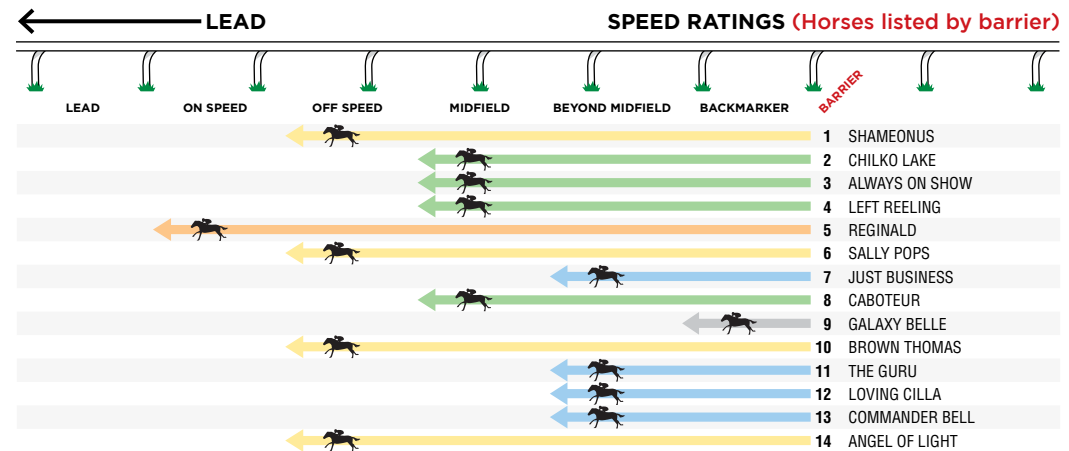 LEAD SPEED RATINGS (Horses listed by barrier)
LEAD ON SPEED OFF SPEED MIDFIELD BEYOND MIDFIELD BACKMARKER BARRIER
1 SHAMEONUS
2 CHILKO LAKE
3 ALWAYS ON SHOW
4 LEFT REELING
5 REGINALD
6 SALLY POPS
7 JUST BUSINESS
8 CABOTEUR
9 GALAXY BELLE
10 BROWN THOMAS
11 THE GURU
12 LOVING CILLA
13 COMMANDER BELL
14 ANGEL OF LIGHT